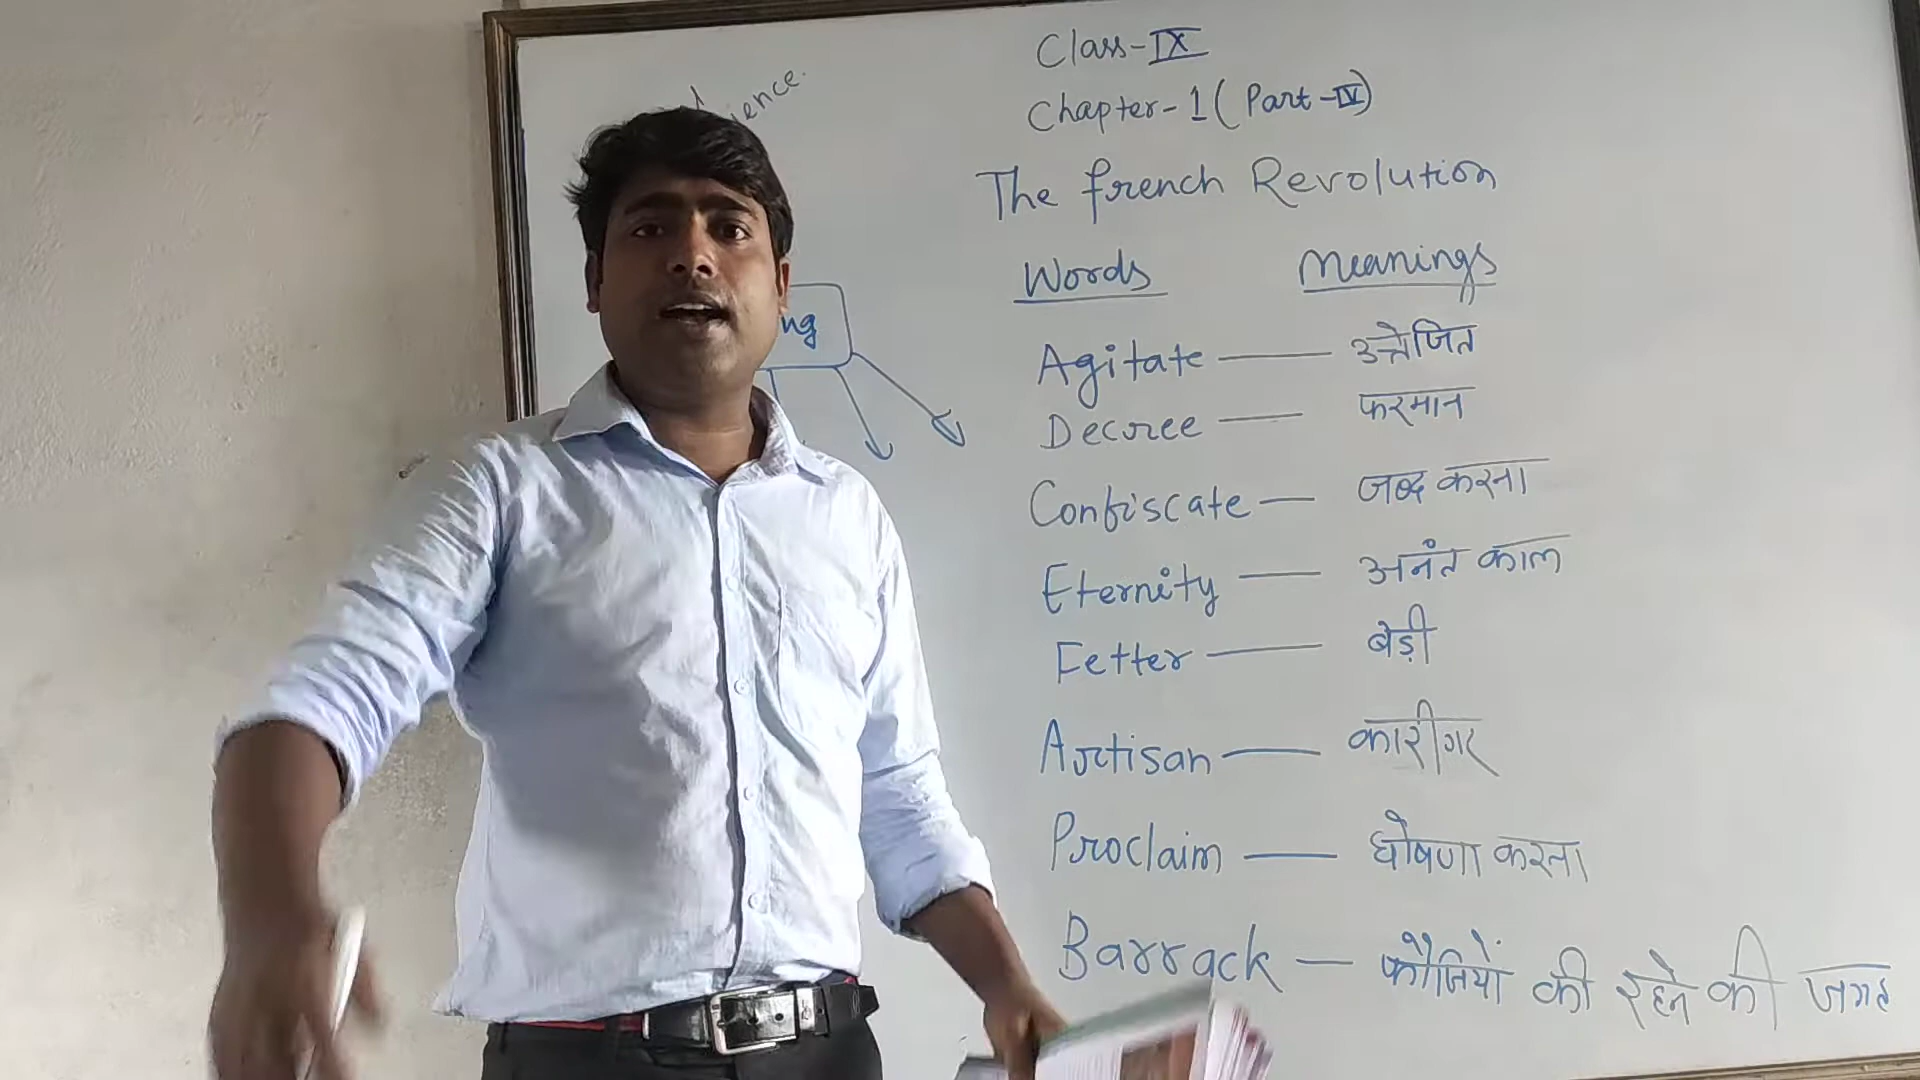 Class-IX
Chapter-1 (Part-IV)
The French Revolution
Words Meanings
Agitate — उत्तेजित
Decree — फरमान
Confiscate — जब्द करना
Eternity — अनंत काल
Fetter — बेड़ी
Artisan — कारीगर
Proclaim — घोषणा करना
Barrack — फौजियों की रहने की जगह